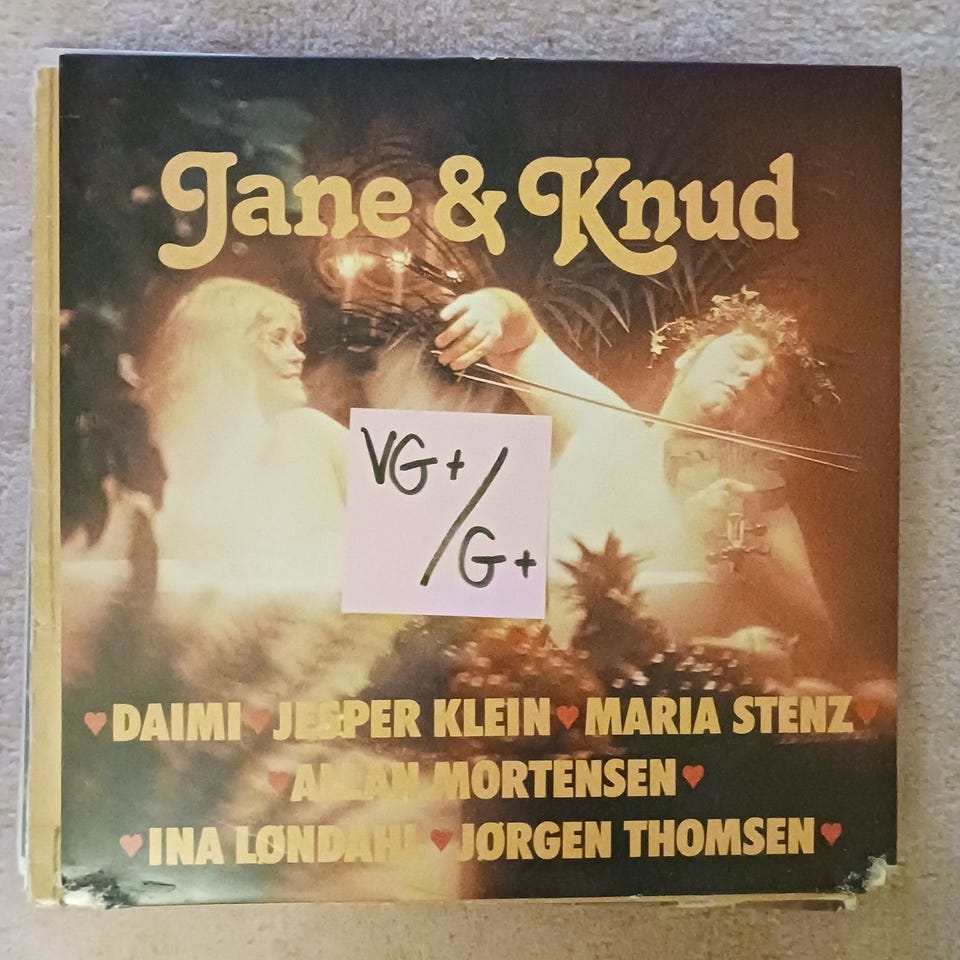 Jane & Knud
VG+/G+
♥ DAIMI ♥ JESPER KLEIN ♥ MARIA STENZ ♥
♥ ALLAN MORTENSEN ♥
♥ INA LØNDAHL ♥ JØRGEN THOMSEN ♥